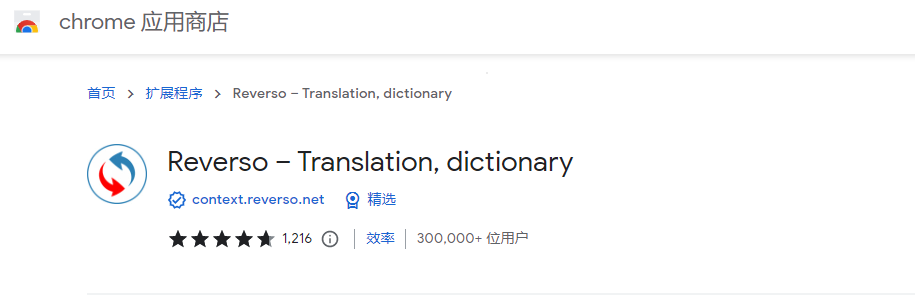 chrome 应用商店
首页 > 扩展程序 > Reverso – Translation, dictionary
Reverso – Translation, dictionary
context.reverso.net 精选
1,216 效率 300,000+ 位用户